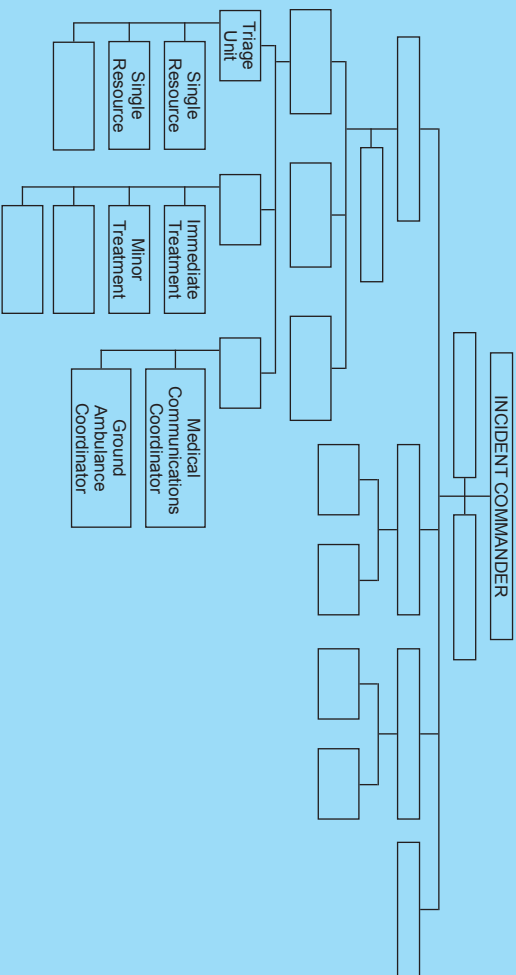 INCIDENT COMMANDER
Triage
Unit
Single
Resource
Single
Resource
Immediate
Treatment
Minor
Treatment
Medical
Communications
Coordinator
Ground
Ambulance
Coordinator